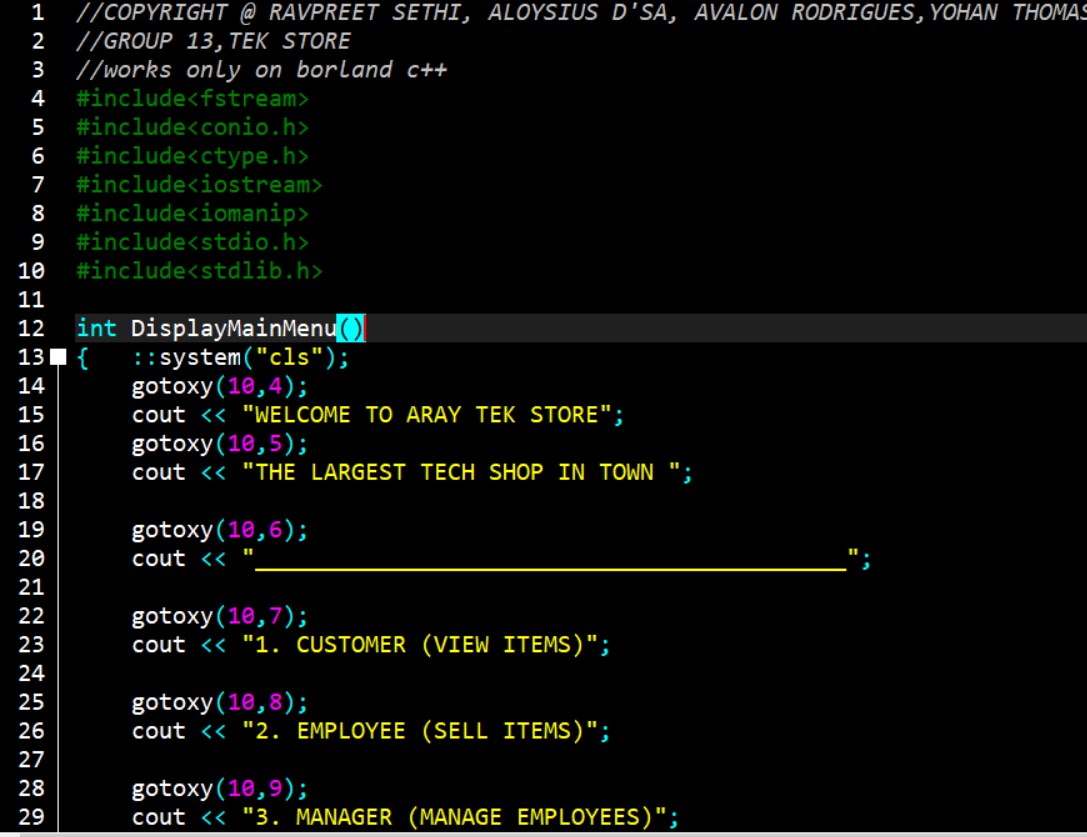 1 //COPYRIGHT @ RAVPREET SETHI, ALOYSIUS D'SA, AVALON RODRIGUES,YOHAN THOMAS
2 //GROUP 13,TEK STORE
3 //works only on borland c++
4 #include<fstream>
5 #include<conio.h>
6 #include<ctype.h>
7 #include<iostream>
8 #include<iomanip>
9 #include<stdio.h>
10 #include<stdlib.h>
11
12 int DisplayMainMenu()
13 {    ::system("cls");
14     gotoxy(10,4);
15     cout << "WELCOME TO ARAY TEK STORE";
16     gotoxy(10,5);
17     cout << "THE LARGEST TECH SHOP IN TOWN ";
18
19     gotoxy(10,6);
20     cout << "___________________________________________";
21
22     gotoxy(10,7);
23     cout << "1. CUSTOMER (VIEW ITEMS)";
24
25     gotoxy(10,8);
26     cout << "2. EMPLOYEE (SELL ITEMS)";
27
28     gotoxy(10,9);
29     cout << "3. MANAGER (MANAGE EMPLOYEES)";